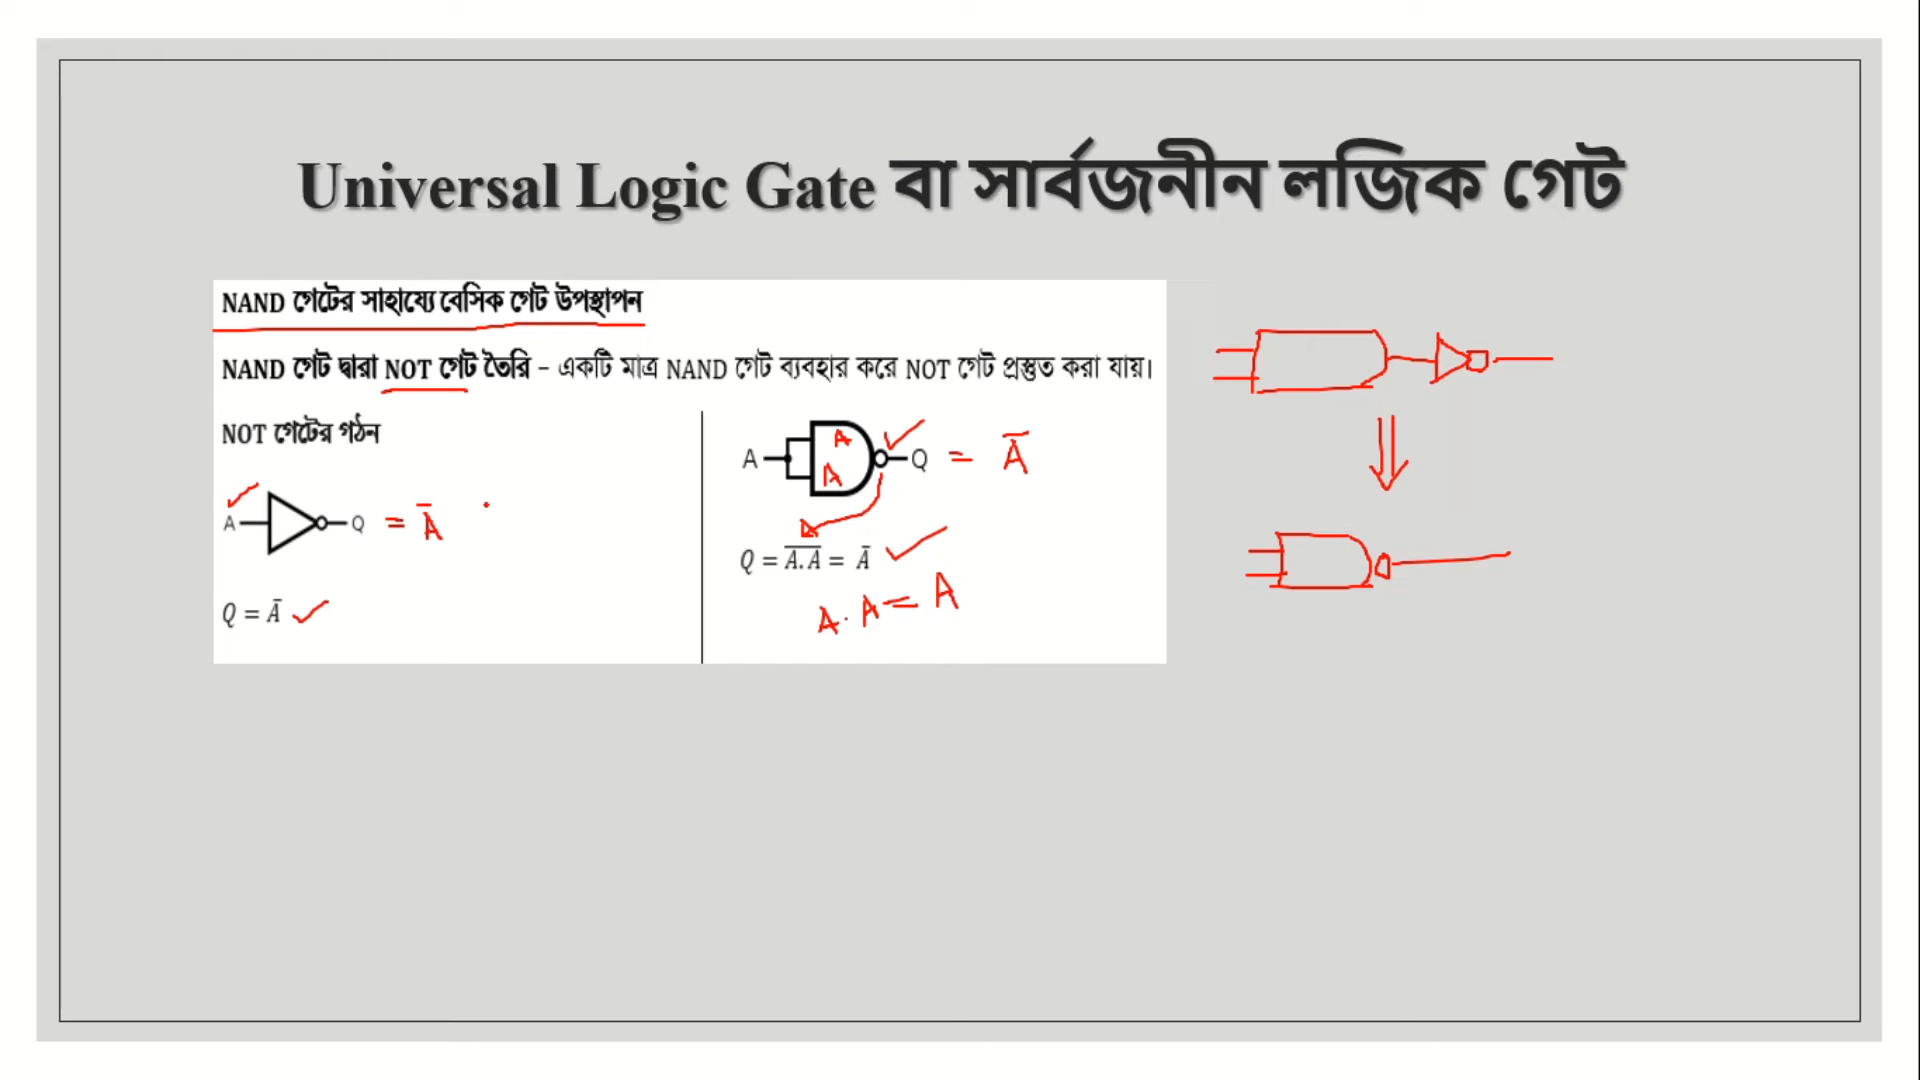 Universal Logic Gate বা সার্বজনীন লজিক গেট
NAND গেটের সাহায্যে বেসিক গেট উপস্থাপন
NAND গেট দ্বারা NOT গেট তৈরি – একটি মাত্র NAND গেট ব্যবহার করে NOT গেট প্রস্তুত করা যায়।
NOT গেটের গঠন
A Q = A̅
Q = A̅
A A A Q = A̅
A
Q = \overline{A.A} = A̅
A.A = A